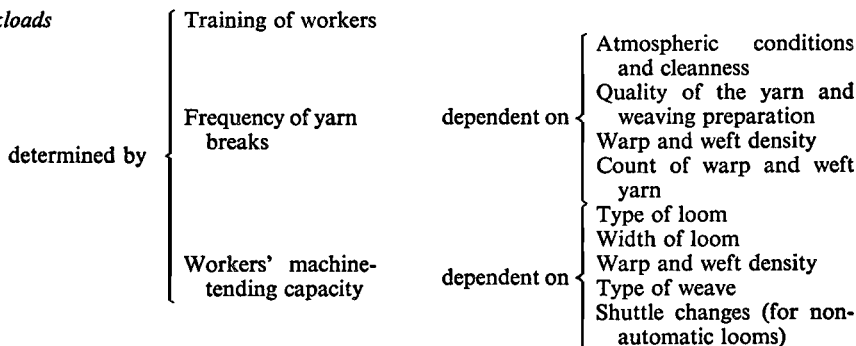 loads
Training of workers
determined by
Frequency of yarn
breaks
dependent on
Atmospheric conditions
and cleanness
Quality of the yarn and
weaving preparation
Warp and weft density
Count of warp and weft
yarn
Workers' machine-
tending capacity
dependent on
Type of loom
Width of loom
Warp and weft density
Type of weave
Shuttle changes (for non-
automatic looms)